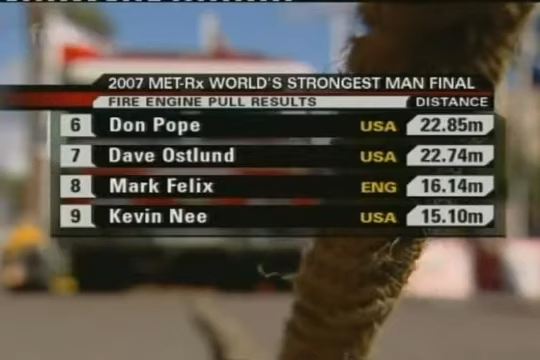 2007 MET-Rx WORLD'S STRONGEST MAN FINAL
FIRE ENGINE PULL RESULTS DISTANCE
6 Don Pope USA 22.85m
7 Dave Ostlund USA 22.74m
8 Mark Felix ENG 16.14m
9 Kevin Nee USA 15.10m